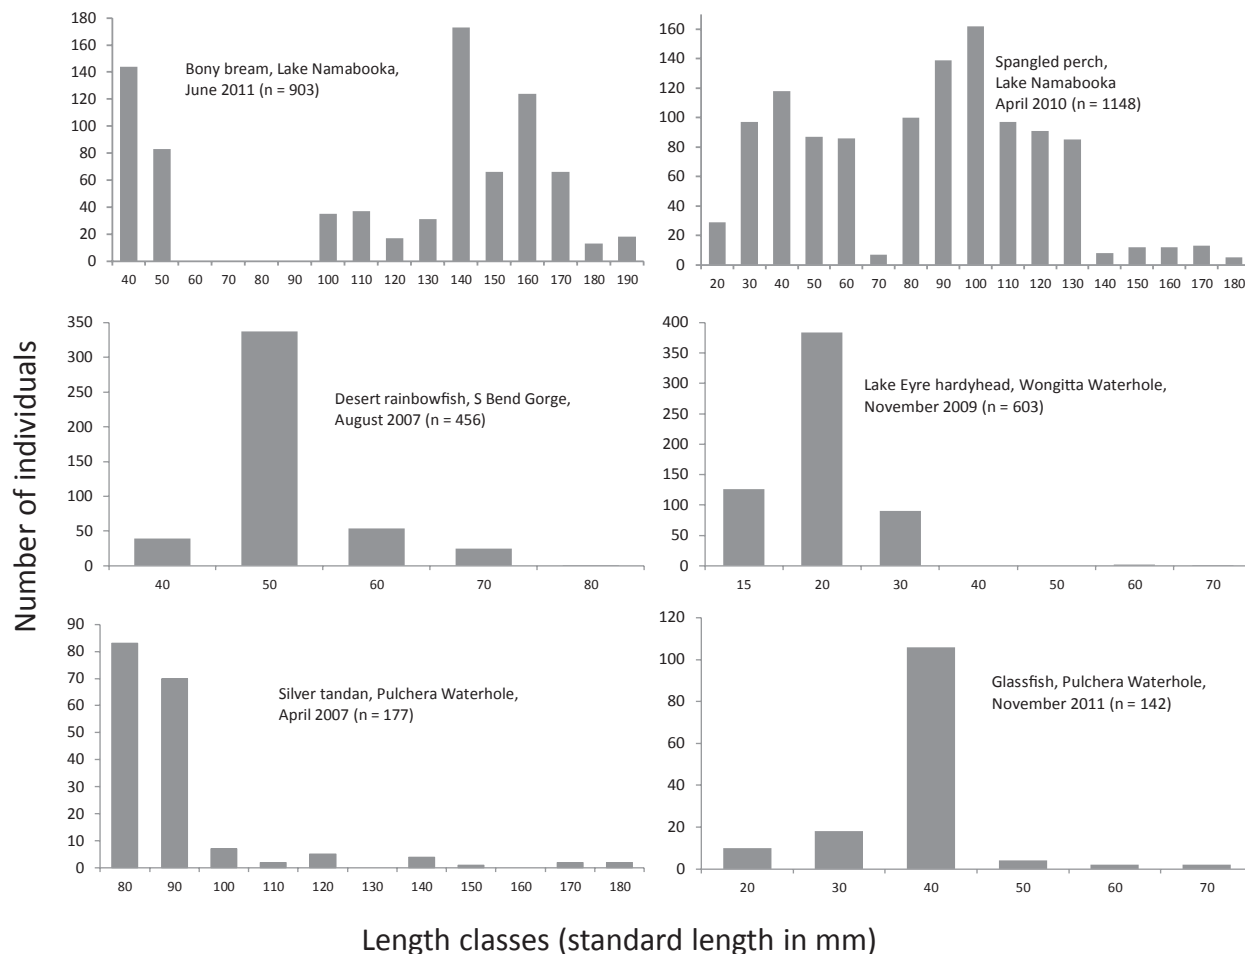 Number of individuals
180
160
140
120
100
80
60
40
20
0
Bony bream, Lake Namabooka,
June 2011 (n = 903)
40 50 60 70 80 90 100 110 120 130 140 150 160 170 180 190
160
140
120
100
80
60
40
20
0
Spangled perch,
Lake Namabooka
April 2010 (n = 1148)
20 30 40 50 60 70 80 90 100 110 120 130 140 150 160 170 180
350
300
250
200
150
100
50
0
Desert rainbowfish, S Bend Gorge,
August 2007 (n = 456)
40 50 60 70 80
400
350
300
250
200
150
100
50
0
Lake Eyre hardyhead, Wongitta Waterhole,
November 2009 (n = 603)
15 20 30 40 50 60 70
90
80
70
60
50
40
30
20
10
0
Silver tandan, Pulchera Waterhole,
April 2007 (n = 177)
80 90 100 110 120 130 140 150 160 170 180
120
100
80
60
40
20
0
Glassfish, Pulchera Waterhole,
November 2011 (n = 142)
20 30 40 50 60 70
Length classes (standard length in mm)